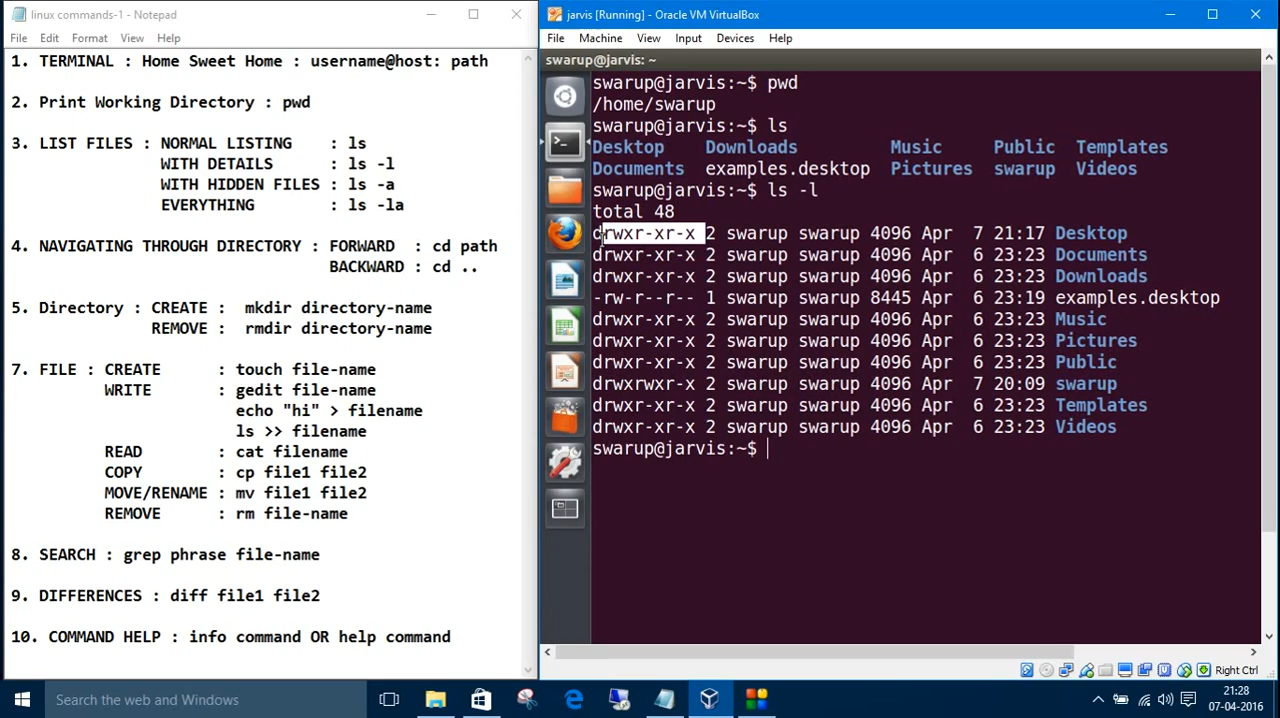 linux commands-1 - Notepad
File Edit Format View Help
1. TERMINAL : Home Sweet Home : username@host: path
2. Print Working Directory : pwd
3. LIST FILES : NORMAL LISTING : ls
WITH DETAILS : ls -l
WITH HIDDEN FILES : ls -a
EVERYTHING : ls -la
4. NAVIGATING THROUGH DIRECTORY : FORWARD : cd path
BACKWARD : cd ..
5. Directory : CREATE : mkdir directory-name
REMOVE : rmdir directory-name
7. FILE : CREATE : touch file-name
WRITE : gedit file-name
echo "hi" > filename
ls >> filename
READ : cat filename
COPY : cp file1 file2
MOVE/RENAME : mv file1 file2
REMOVE : rm file-name
8. SEARCH : grep phrase file-name
9. DIFFERENCES : diff file1 file2
10. COMMAND HELP : info command OR help command
jarvis [Running] - Oracle VM VirtualBox
File Machine View Input Devices Help
swarup@jarvis: ~
swarup@jarvis:~$ pwd
/home/swarup
swarup@jarvis:~$ ls
Desktop Downloads Music Public Templates
Documents examples.desktop Pictures swarup Videos
swarup@jarvis:~$ ls -l
total 48
drwxr-xr-x 2 swarup swarup 4096 Apr 7 21:17 Desktop
drwxr-xr-x 2 swarup swarup 4096 Apr 6 23:23 Documents
drwxr-xr-x 2 swarup swarup 4096 Apr 6 23:23 Downloads
-rw-r--r-- 1 swarup swarup 8445 Apr 6 23:19 examples.desktop
drwxr-xr-x 2 swarup swarup 4096 Apr 6 23:23 Music
drwxr-xr-x 2 swarup swarup 4096 Apr 6 23:23 Pictures
drwxr-xr-x 2 swarup swarup 4096 Apr 6 23:23 Public
drwxrwxr-x 2 swarup swarup 4096 Apr 7 20:09 swarup
drwxr-xr-x 2 swarup swarup 4096 Apr 6 23:23 Templates
drwxr-xr-x 2 swarup swarup 4096 Apr 6 23:23 Videos
swarup@jarvis:~$
Right Ctrl
Search the web and Windows
21:28
07-04-2016